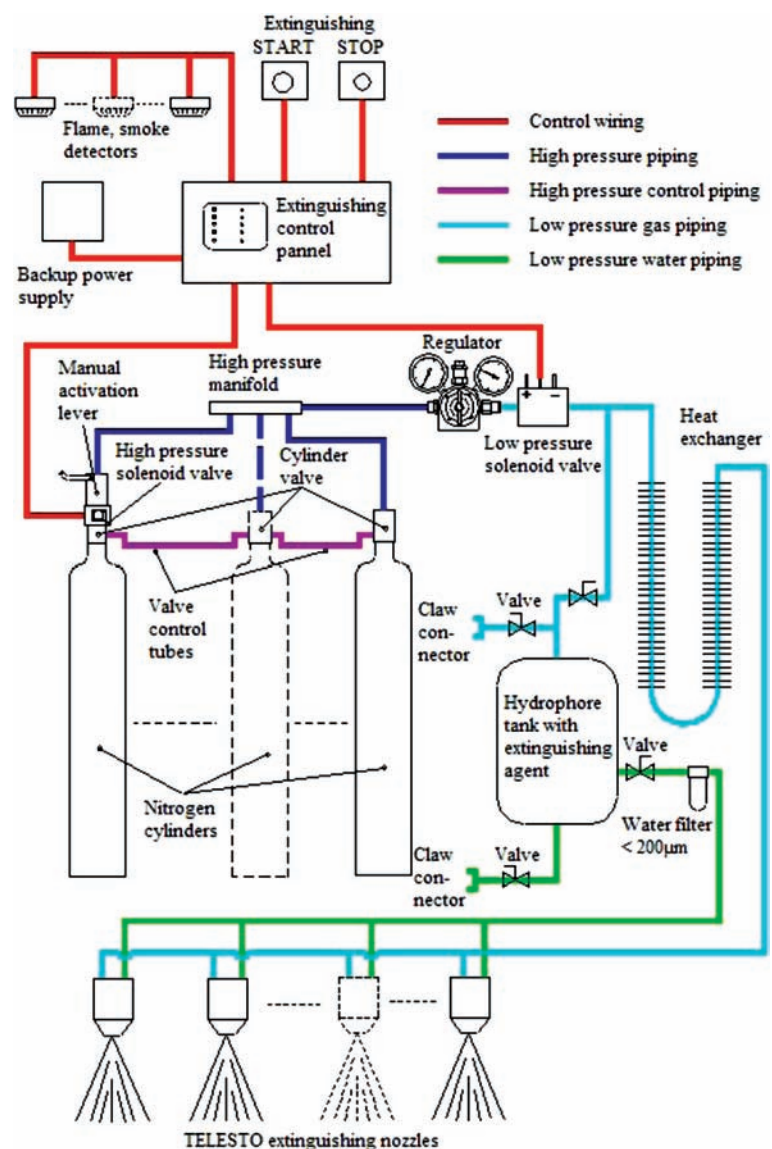 Extinguishing
START STOP
Flame, smoke
detectors
Control wiring
High pressure piping
High pressure control piping
Low pressure gas piping
Low pressure water piping
Extinguishing
control
pannel
Backup power
supply
Manual
activation
lever
High pressure
manifold
Regulator
+ −
Low pressure
solenoid valve
Heat
exchanger
High pressure
solenoid valve
Cylinder
valve
Valve
control
tubes
Claw
con-
nector
Valve
Hydrophore
tank with
extinguishing
agent
Valve
Nitrogen
cylinders
Water filter
< 200µm
Claw
con-
nector
Valve
TELESTO extinguishing nozzles